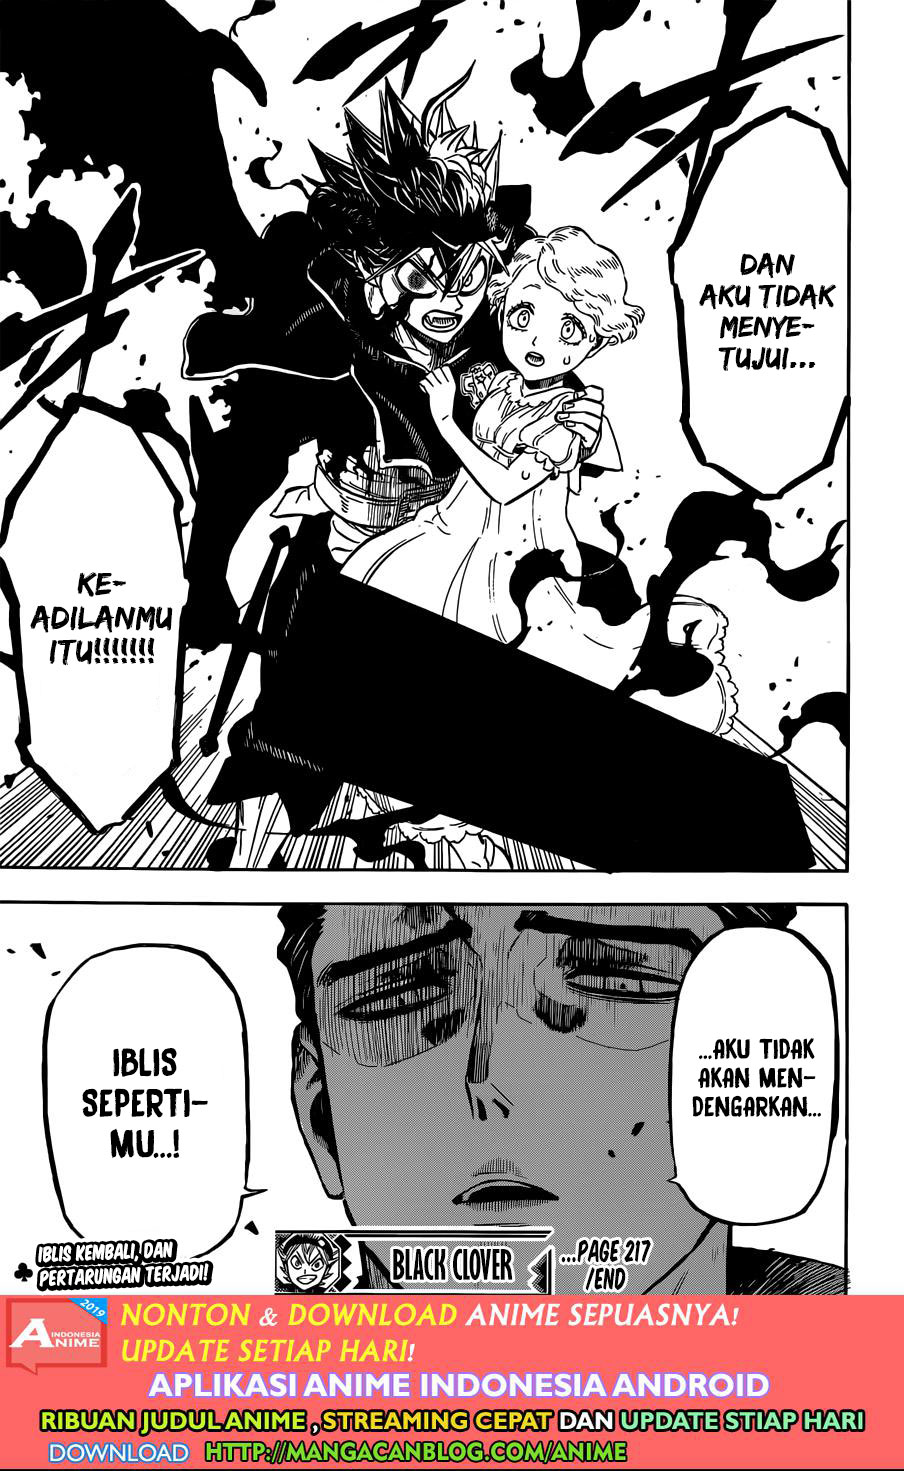 DAN
AKU TIDAK
MENYE-
TUJUI...
KE-
ADILANMU
ITU!!!!!!!
...AKU TIDAK
AKAN MEN-
DENGARKAN...
IBLIS
SEPERTI-
MU...!
IBLIS KEMBALI, DAN
PERTARUNGAN TERJADI!
BLACK CLOVER
...PAGE 217
/END
2019
A INDONESIA
ANIME
NONTON & DOWNLOAD ANIME SEPUASNYA!
UPDATE SETIAP HARI!
APLIKASI ANIME INDONESIA ANDROID
RIBUAN JUDUL ANIME , STREAMING CEPAT DAN UPDATE STIAP HARI
DOWNLOAD HTTP://MANGACANBLOG.COM/ANIME